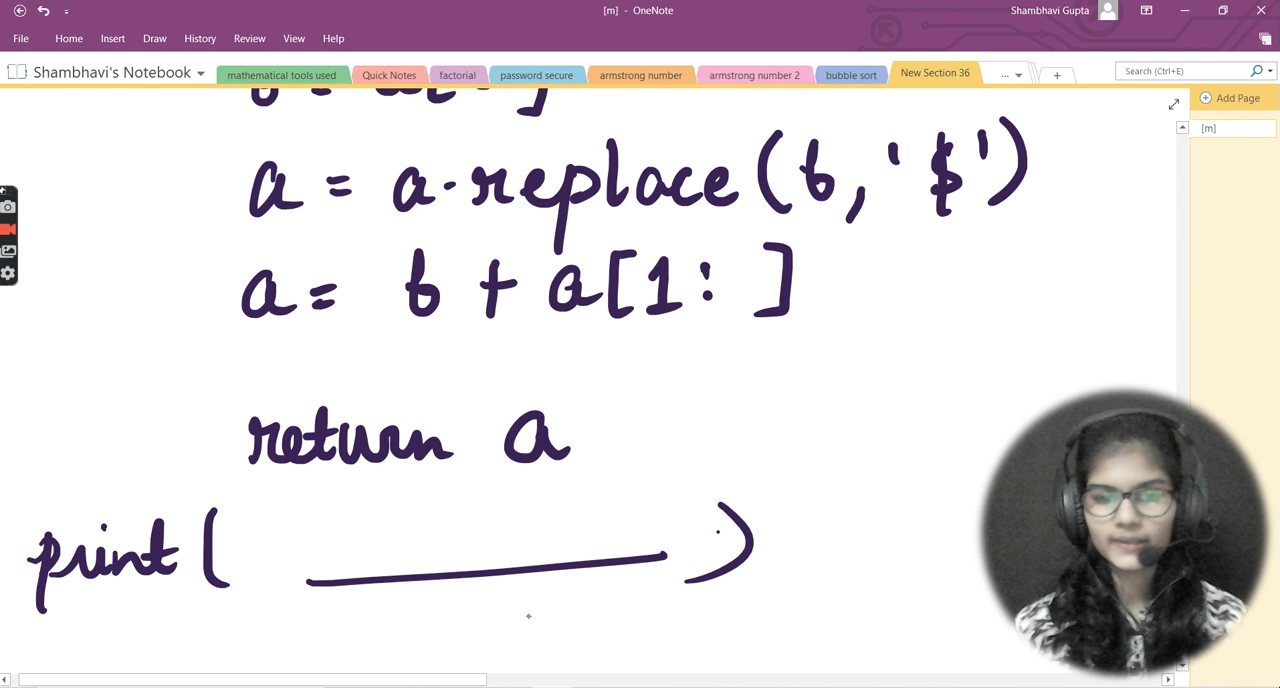 [m] - OneNote
Shambhavi Gupta
File Home Insert Draw History Review View Help
Shambhavi's Notebook
mathematical tools used
Quick Notes
factorial
password secure
armstrong number
armstrong number 2
bubble sort
New Section 36
...
+
Search (Ctrl+E)
Add Page
[m]
a = a.replace(b, '$')
a = b + a[1: ]
return a
print( ________ )